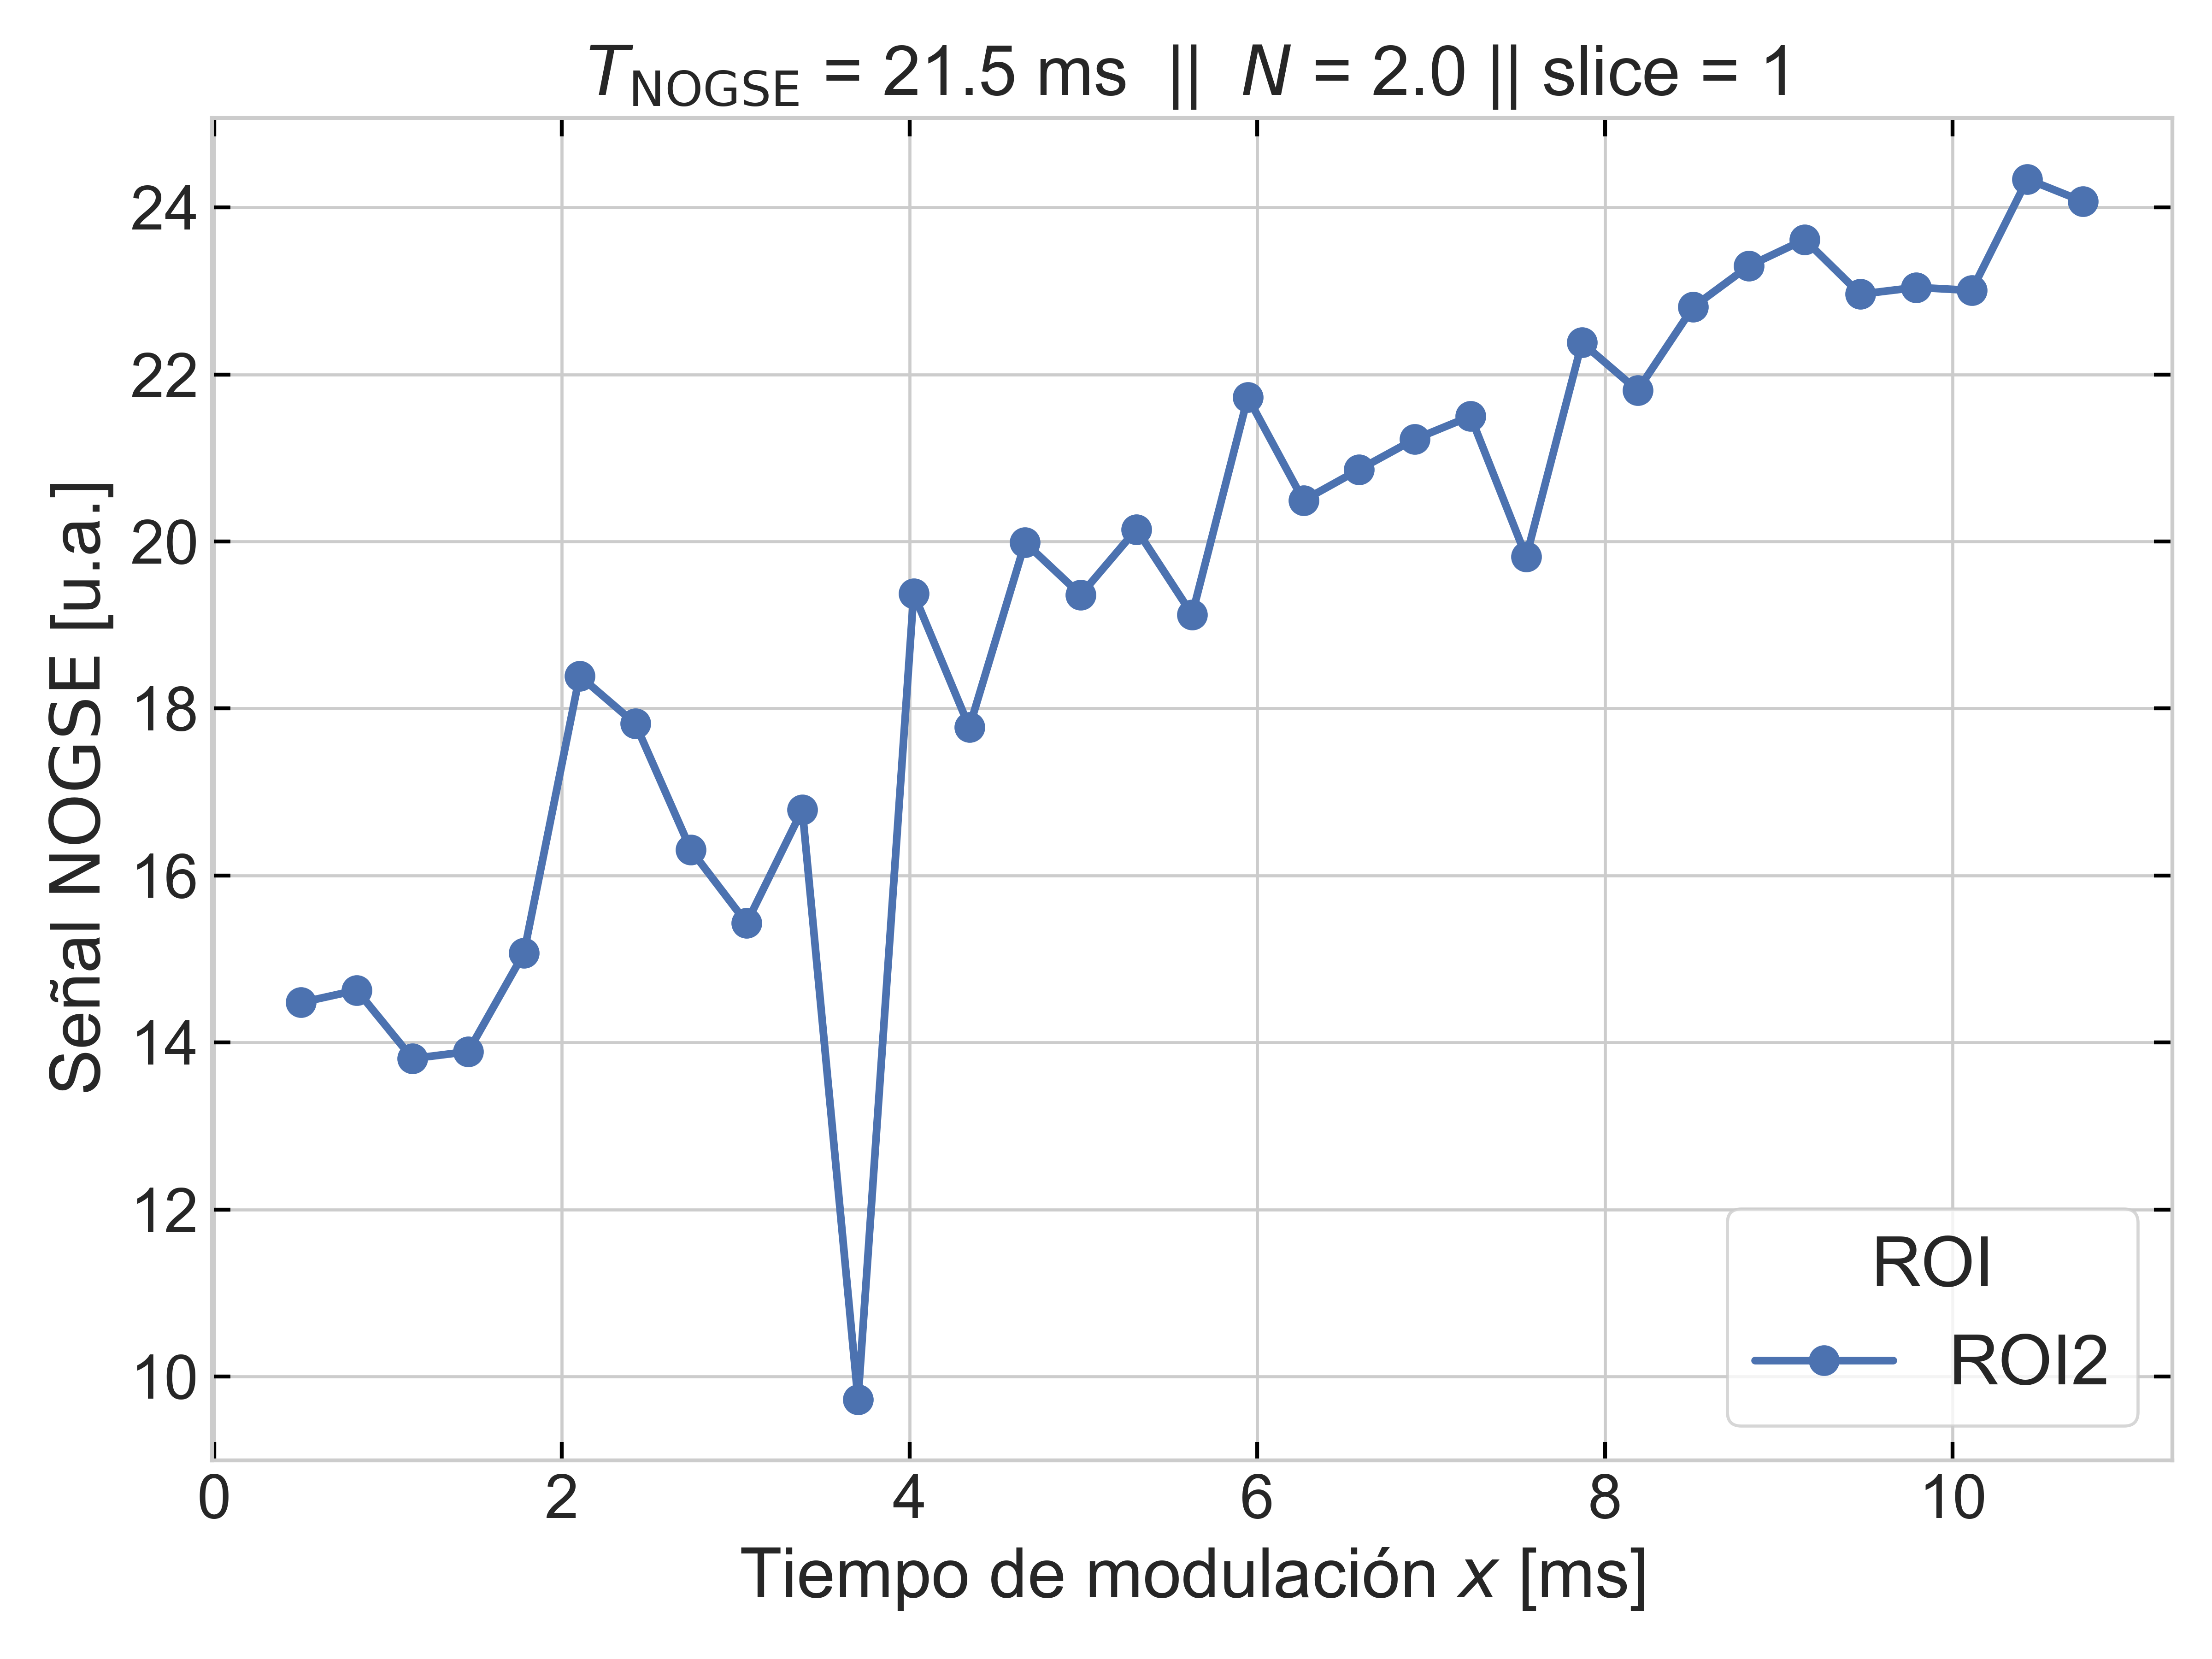 T_NOGSE = 21.5 ms || N = 2.0 || slice = 1
Señal NOGSE [u.a.]
24
22
20
18
16
14
12
10
0 2 4 6 8 10
Tiempo de modulación x [ms]
ROI
ROI2